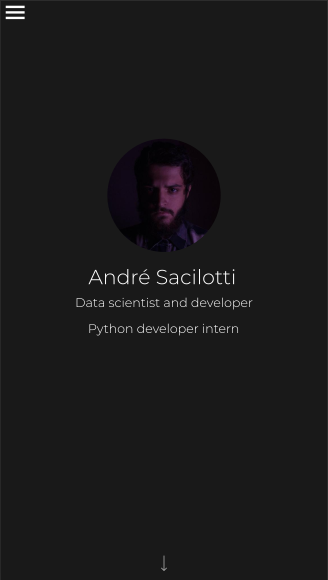 André Sacilotti
Data scientist and developer
Python developer intern